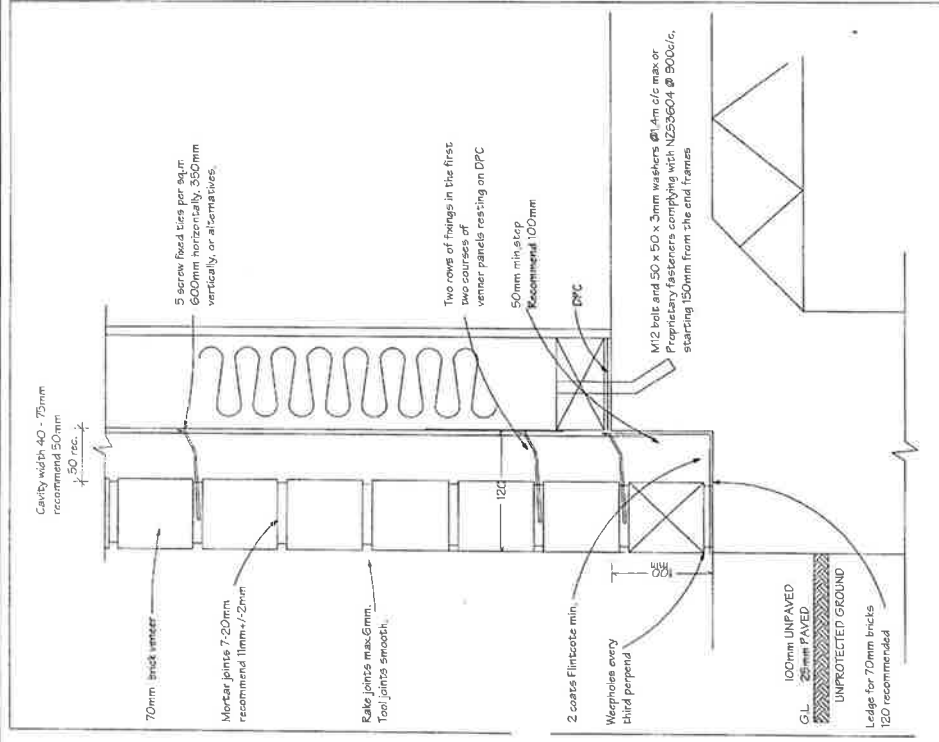 Cavity width 40 - 75mm
recommend 50mm
50 rec.
70mm brick veneer
Mortar joints 7-20mm
recommend 11mm+/-2mm
Rake joints max.6mm.
Tool joints smooth.
2 coats Flintcote min.
Weepholes every
third perpend
100mm UNPAVED
G.L. 25mm PAVED
UNPROTECTED GROUND
Ledge for 70mm bricks
120 recommended
5 screw fixed ties per sq.m
600mm horizontally, 350mm
vertically, or alternatives.
Two rows of fixings in the first
two courses of
venner panels resting on DPC
50mm min.step
Recommend 100mm
DPC
M12 bolt and 50 x 50 x 3mm washers @1.4m c/c max or
Proprietary fasteners complying with NZS3604 @ 900c/c,
starting 150mm from the end frames
120
100